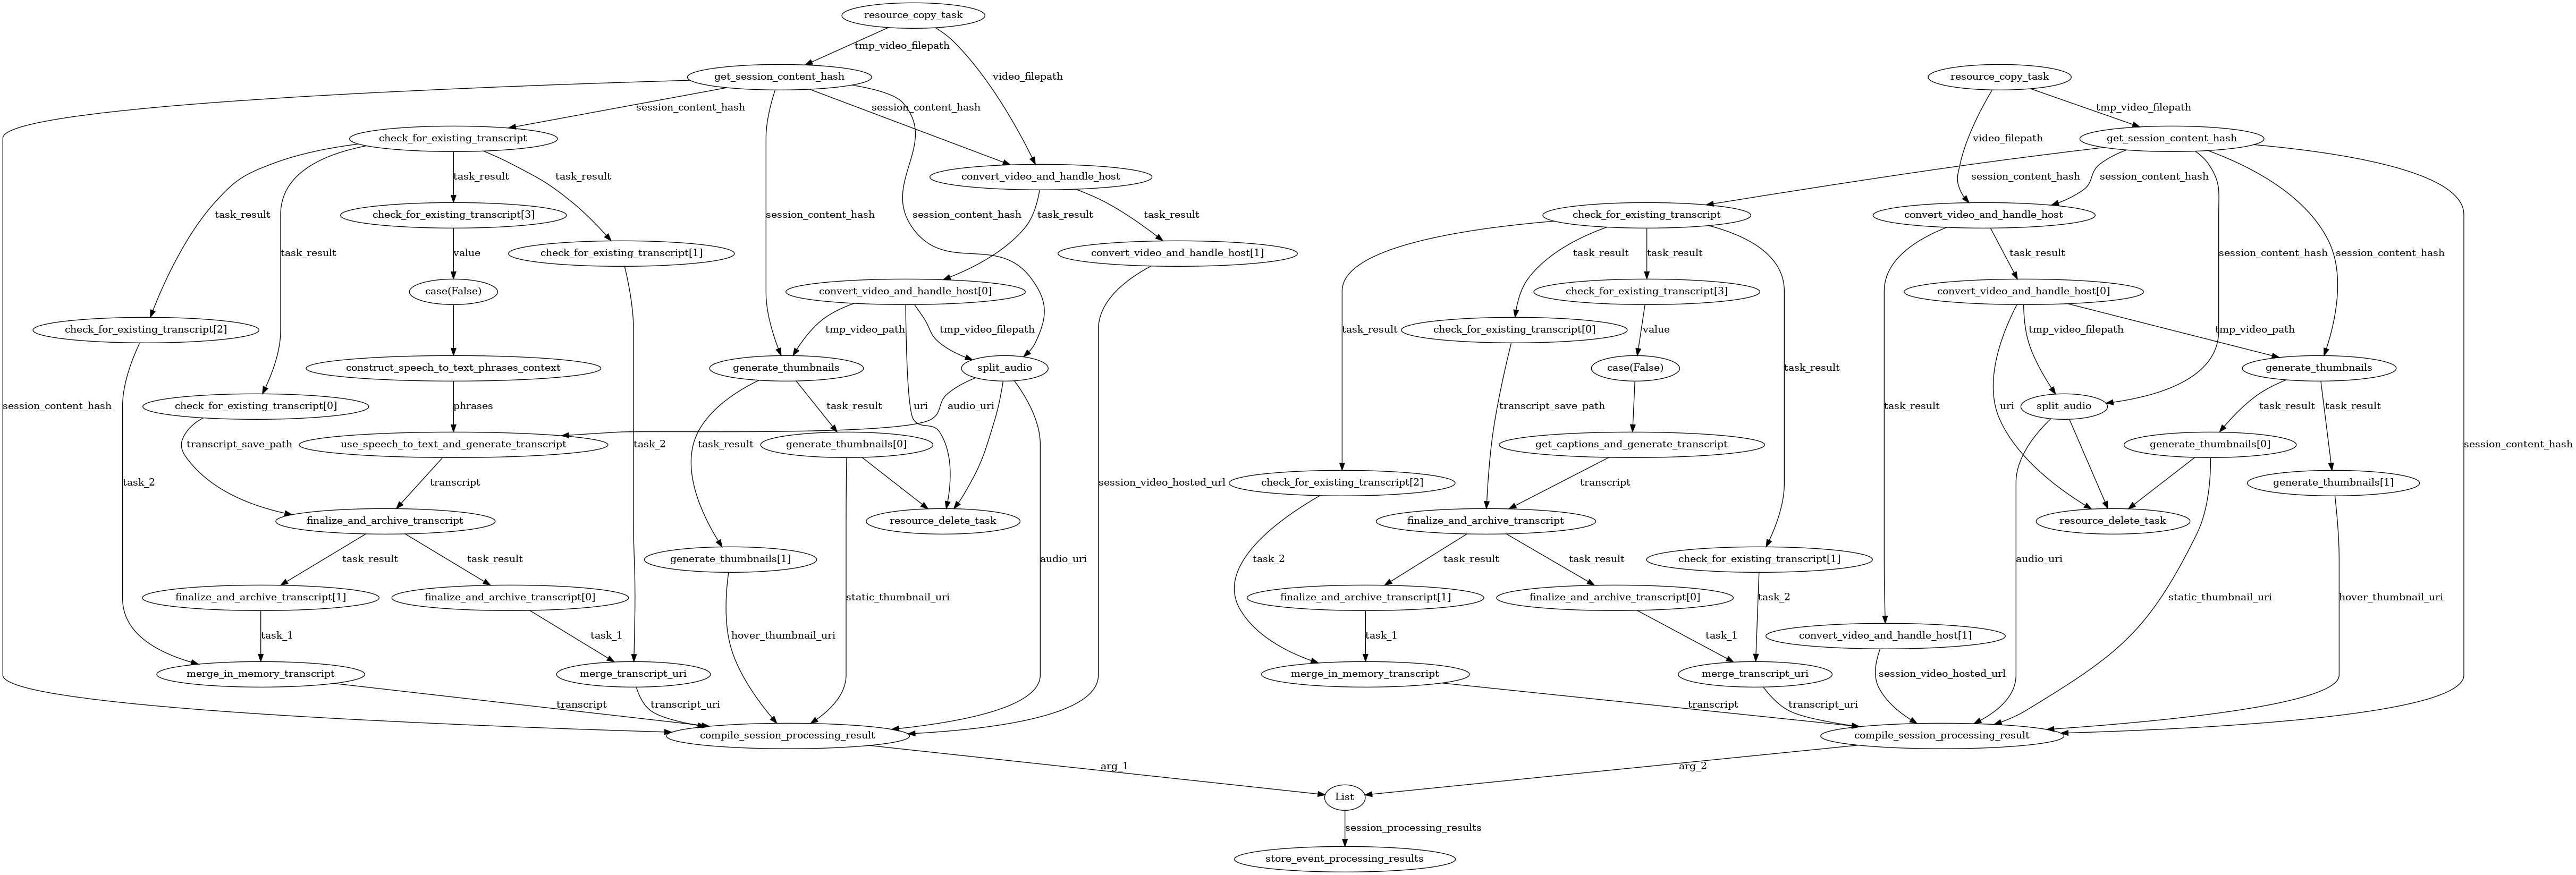 resource_copy_task
tmp_video_filepath
video_filepath
get_session_content_hash
resource_copy_task
session_content_hash
session_content_hash
tmp_video_filepath
check_for_existing_transcript
get_session_content_hash
video_filepath
task_result
task_result
convert_video_and_handle_host
session_content_hash
session_content_hash
task_result
check_for_existing_transcript[3]
session_content_hash
session_content_hash
task_result
task_result
check_for_existing_transcript
convert_video_and_handle_host
task_result
value
check_for_existing_transcript[1]
convert_video_and_handle_host[1]
task_result
task_result
task_result
session_content_hash
session_content_hash
case(False)
convert_video_and_handle_host[0]
check_for_existing_transcript[3]
convert_video_and_handle_host[0]
check_for_existing_transcript[2]
tmp_video_path
tmp_video_filepath
task_result
check_for_existing_transcript[0]
value
task_result
tmp_video_filepath
tmp_video_path
construct_speech_to_text_phrases_context
generate_thumbnails
split_audio
case(False)
generate_thumbnails
session_content_hash
check_for_existing_transcript[0]
phrases
task_result
audio_uri
uri
transcript_save_path
task_result
uri
split_audio
task_result
task_result
transcript_save_path
use_speech_to_text_and_generate_transcript
task_2
task_result
generate_thumbnails[0]
get_captions_and_generate_transcript
generate_thumbnails[0]
session_content_hash
task_2
transcript
session_video_hosted_url
check_for_existing_transcript[2]
transcript
generate_thumbnails[1]
finalize_and_archive_transcript
resource_delete_task
finalize_and_archive_transcript
resource_delete_task
task_result
task_result
generate_thumbnails[1]
audio_uri
task_2
task_result
task_result
check_for_existing_transcript[1]
audio_uri
finalize_and_archive_transcript[1]
finalize_and_archive_transcript[0]
static_thumbnail_uri
finalize_and_archive_transcript[1]
finalize_and_archive_transcript[0]
task_2
static_thumbnail_uri
hover_thumbnail_uri
task_1
task_1
hover_thumbnail_uri
task_1
task_1
convert_video_and_handle_host[1]
merge_in_memory_transcript
merge_transcript_uri
merge_in_memory_transcript
merge_transcript_uri
session_video_hosted_url
transcript
transcript_uri
transcript
transcript_uri
compile_session_processing_result
compile_session_processing_result
arg_1
arg_2
List
session_processing_results
store_event_processing_results